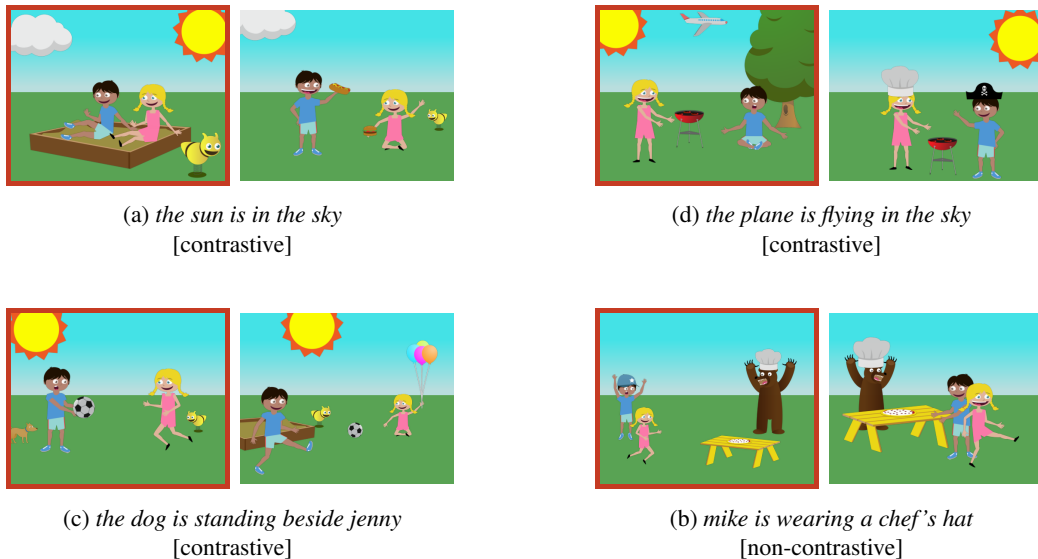 (a) the sun is in the sky
[contrastive]
(d) the plane is flying in the sky
[contrastive]
(c) the dog is standing beside jenny
[contrastive]
(b) mike is wearing a chef's hat
[non-contrastive]